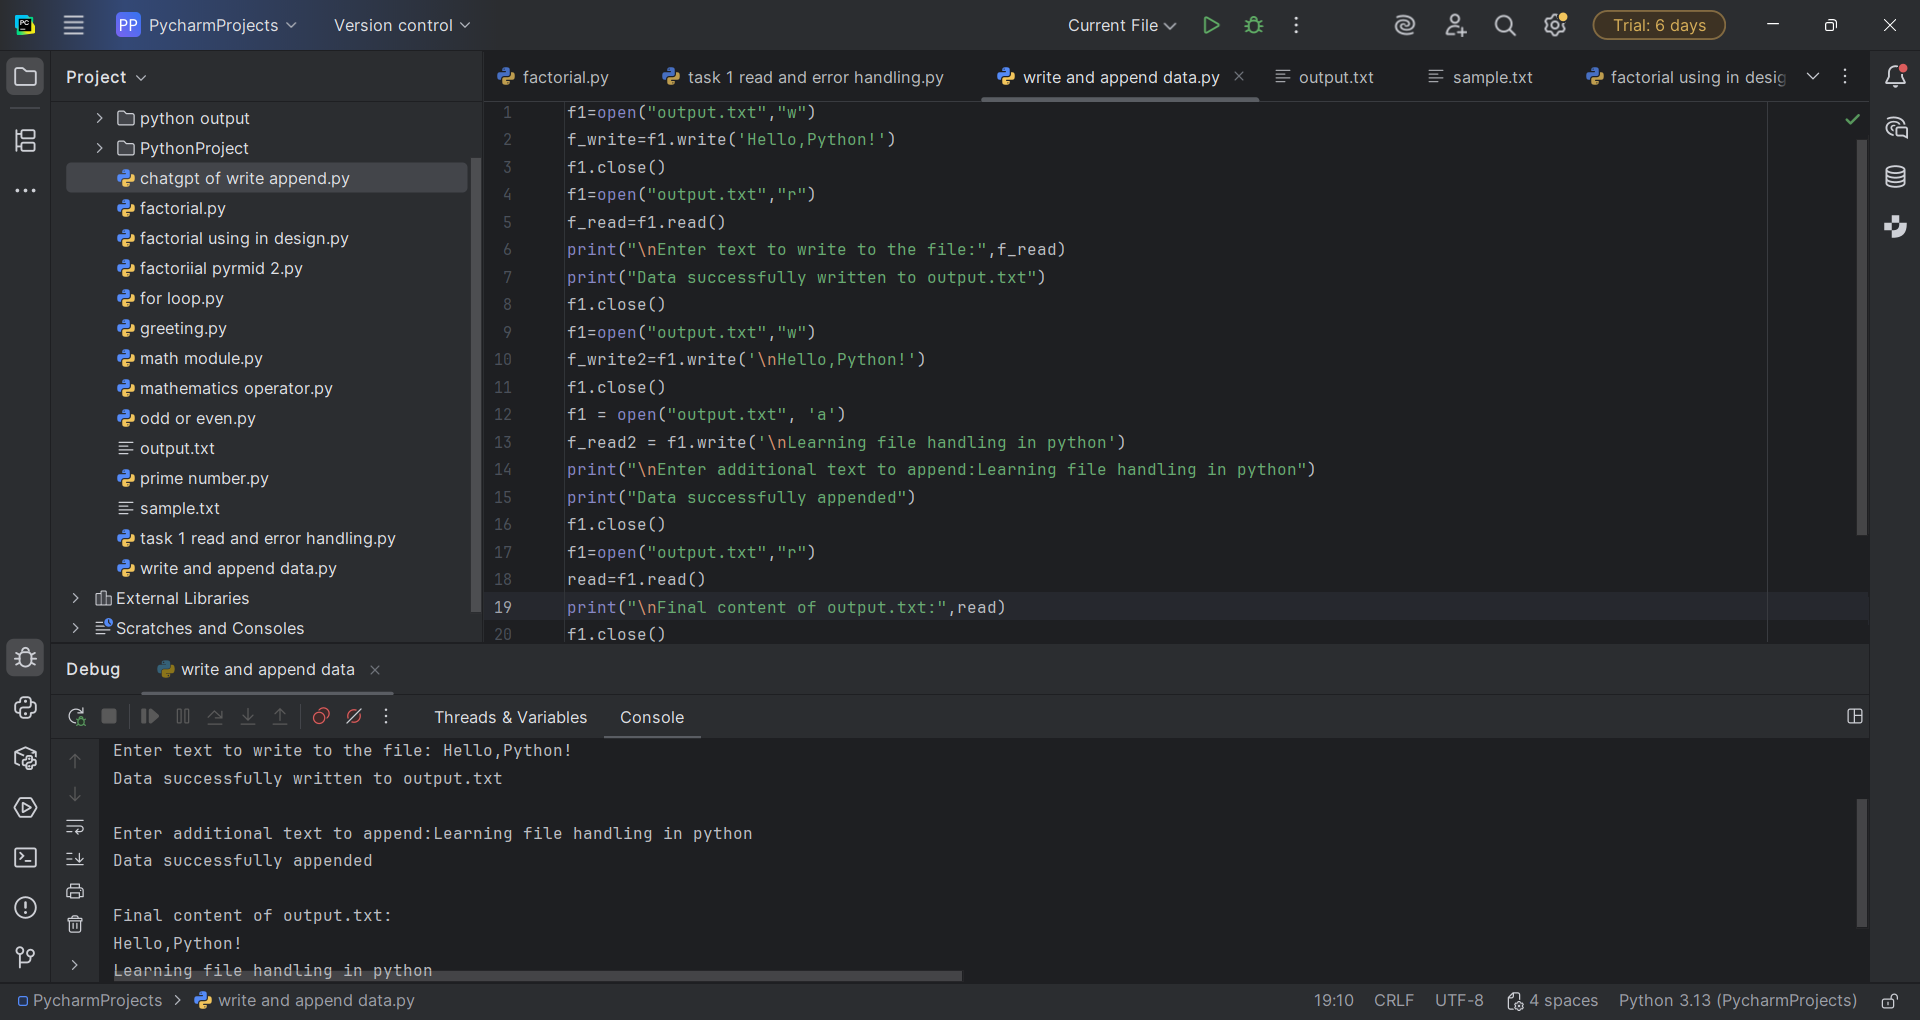 PC
PP PycharmProjects Version control Current File Trial: 6 days
Project
factorial.py task 1 read and error handling.py write and append data.py output.txt sample.txt factorial using in desig
python output
PythonProject
chatgpt of write append.py
factorial.py
factorial using in design.py
factoriial pyrmid 2.py
for loop.py
greeting.py
math module.py
mathematics operator.py
odd or even.py
output.txt
prime number.py
sample.txt
task 1 read and error handling.py
write and append data.py
External Libraries
Scratches and Consoles
1 f1=open("output.txt","w")
2 f_write=f1.write('Hello,Python!')
3 f1.close()
4 f1=open("output.txt","r")
5 f_read=f1.read()
6 print("\nEnter text to write to the file:",f_read)
7 print("Data successfully written to output.txt")
8 f1.close()
9 f1=open("output.txt","w")
10 f_write2=f1.write('\nHello,Python!')
11 f1.close()
12 f1 = open("output.txt", 'a')
13 f_read2 = f1.write('\nLearning file handling in python')
14 print("\nEnter additional text to append:Learning file handling in python")
15 print("Data successfully appended")
16 f1.close()
17 f1=open("output.txt","r")
18 read=f1.read()
19 print("\nFinal content of output.txt:",read)
20 f1.close()
Debug write and append data
Threads & Variables Console
Enter text to write to the file: Hello,Python!
Data successfully written to output.txt
Enter additional text to append:Learning file handling in python
Data successfully appended
Final content of output.txt:
Hello,Python!
Learning file handling in python
PycharmProjects > write and append data.py 19:10 CRLF UTF-8 4 spaces Python 3.13 (PycharmProjects)